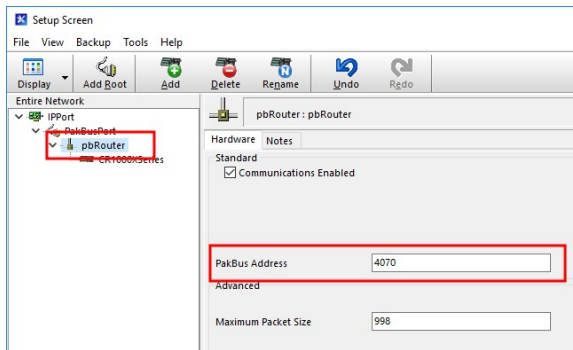 Setup Screen
File View Backup Tools Help
Display Add Root Add Delete Rename Undo Redo
Entire Network
IPPort
PakBusPort
pbRouter
CR1000XSeries
pbRouter : pbRouter
Hardware Notes
Standard
Communications Enabled
PakBus Address 4070
Advanced
Maximum Packet Size 998